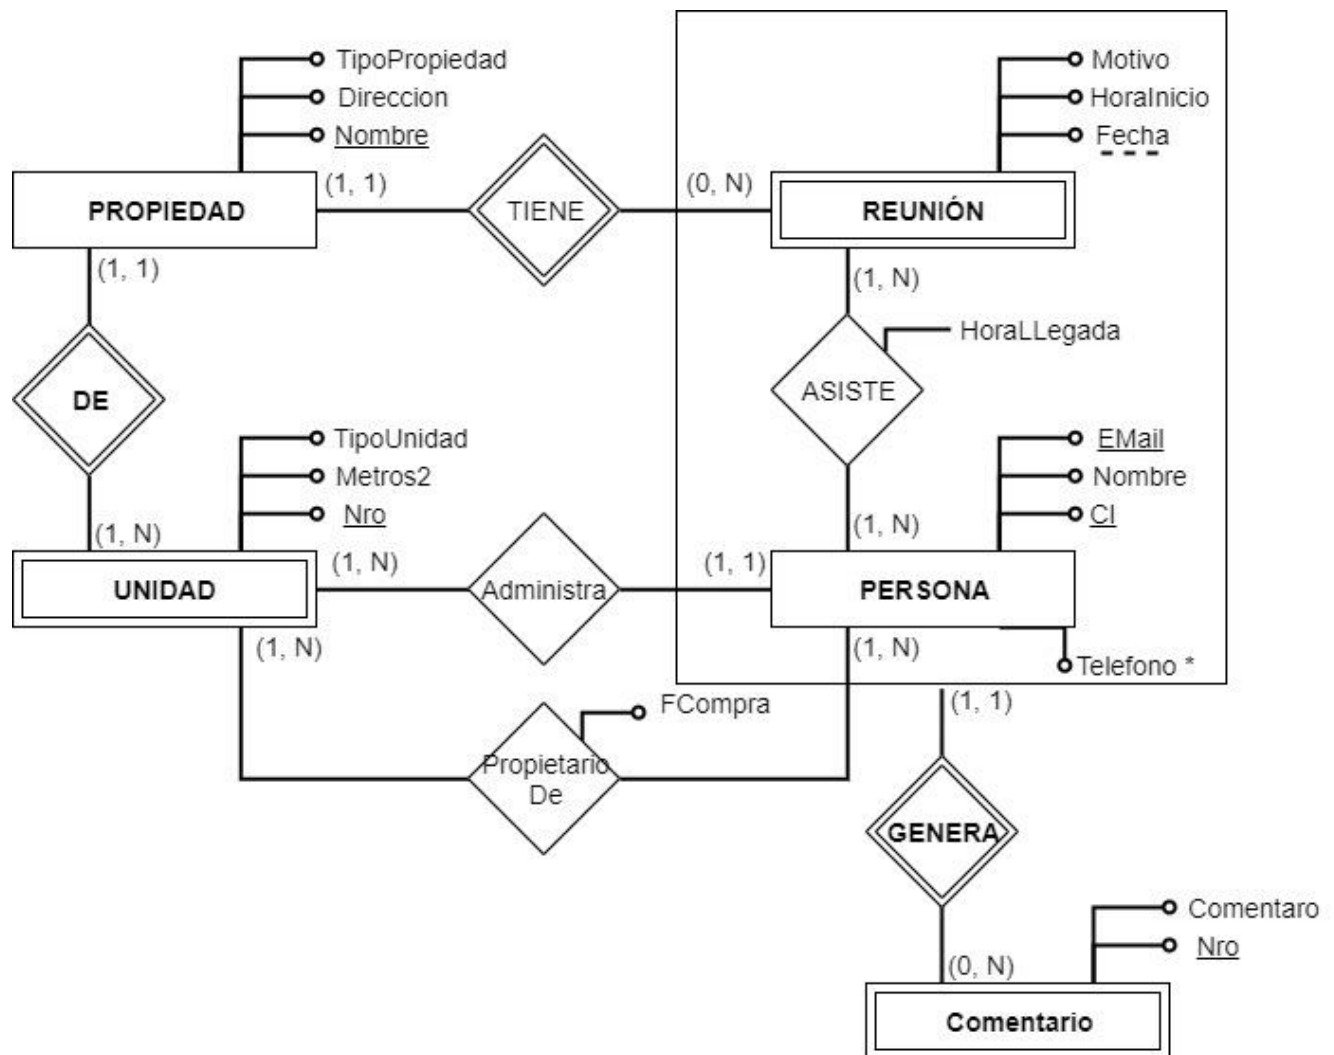 TipoPropiedad
Direccion
Nombre
PROPIEDAD
(1, 1)
TIENE
(0, N)
Motivo
HoraInicio
Fecha
REUNIÓN
(1, 1)
(1, N)
HoraLLegada
DE
ASISTE
TipoUnidad
Metros2
Nro
EMail
Nombre
CI
(1, N)
(1, N)
UNIDAD
(1, N)
Administra
(1, 1)
PERSONA
(1, N)
(1, N)
Telefono *
FCompra
(1, 1)
Propietario
De
GENERA
Comentaro
Nro
(0, N)
Comentario